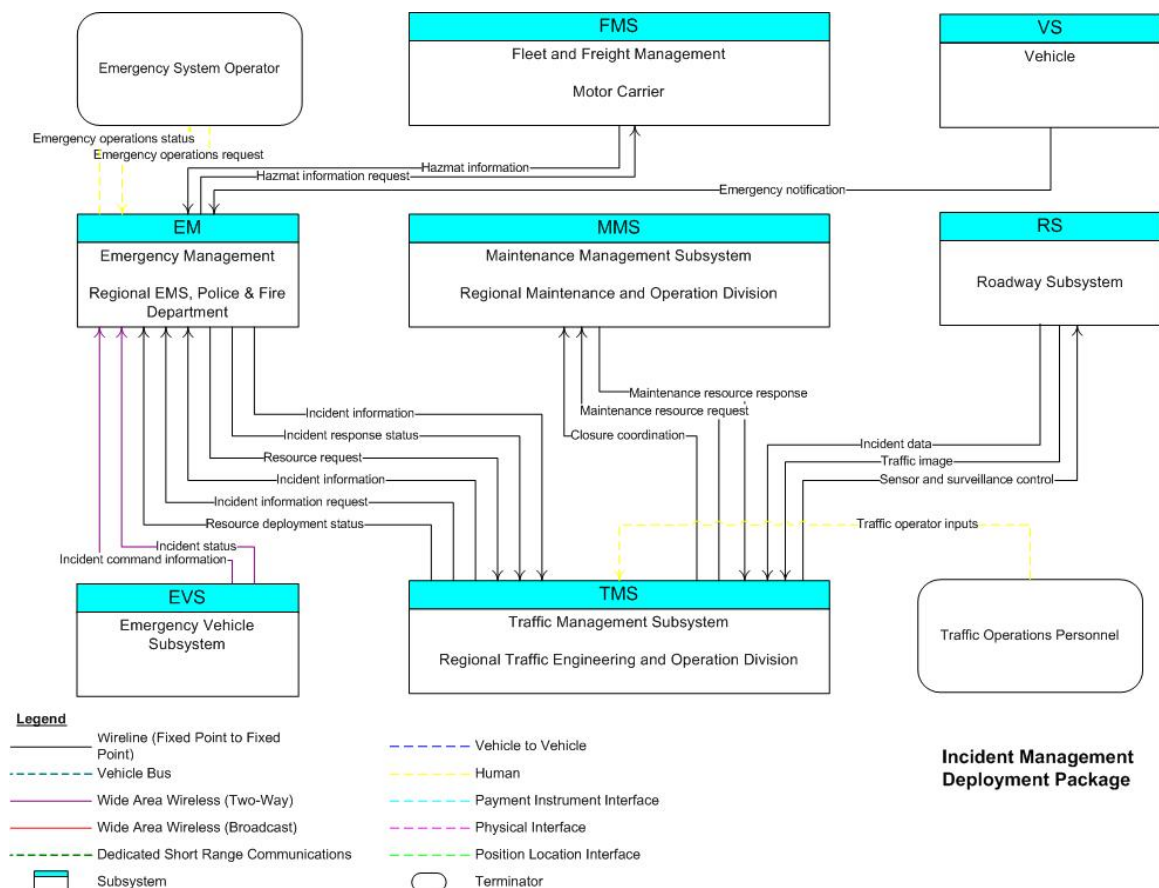 FMS
VS
Emergency System Operator
Fleet and Freight Management
Motor Carrier
Vehicle
Emergency operations status
Emergency operations request
Hazmat information
Hazmat information request
Emergency notification
EM
MMS
RS
Emergency Management
Regional EMS, Police & Fire
Department
Maintenance Management Subsystem
Regional Maintenance and Operation Division
Roadway Subsystem
Maintenance resource response
Maintenance resource request
Closure coordination
Incident information
Incident response status
Resource request
Incident information
Incident information request
Resource deployment status
Incident data
Traffic image
Sensor and surveillance control
Traffic operator inputs
Incident status
Incident command information
EVS
Emergency Vehicle
Subsystem
TMS
Traffic Management Subsystem
Regional Traffic Engineering and Operation Division
Traffic Operations Personnel
Legend
Wireline (Fixed Point to Fixed
Point)
Vehicle Bus
Wide Area Wireless (Two-Way)
Wide Area Wireless (Broadcast)
Dedicated Short Range Communications
Subsystem
Vehicle to Vehicle
Human
Payment Instrument Interface
Physical Interface
Position Location Interface
Terminator
Incident Management
Deployment Package